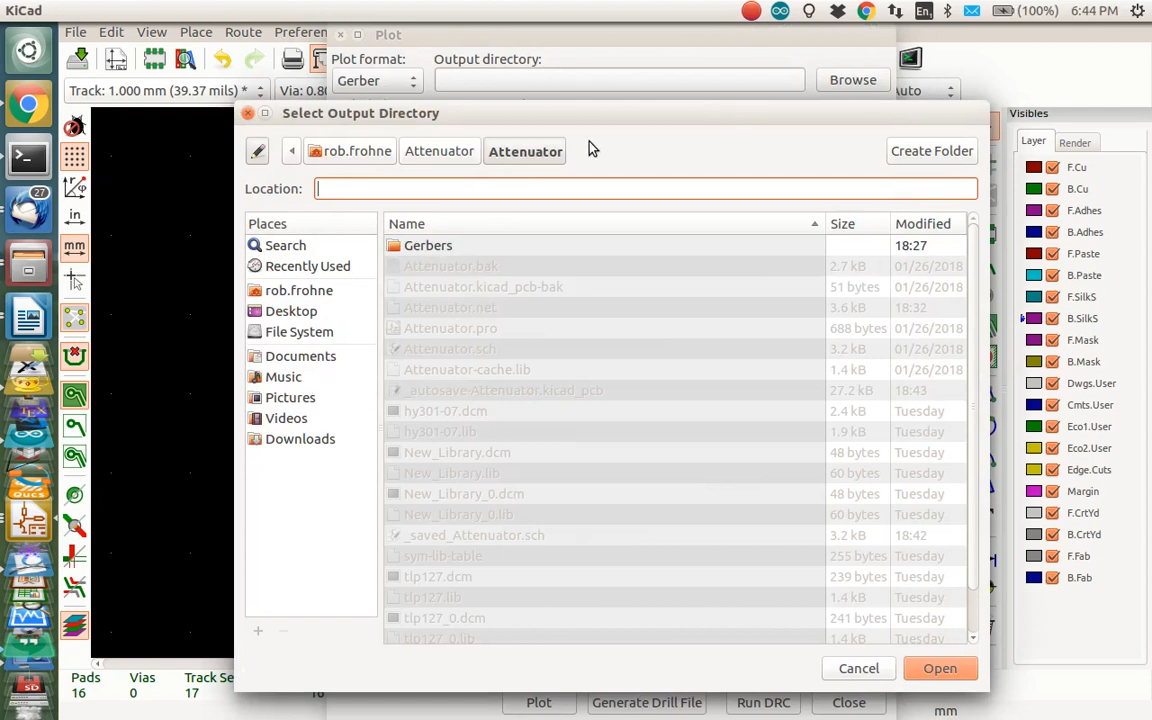 KiCad
En
(100%)
6:44 PM
File Edit View Place Route Preferen
Plot
Plot format:
Output directory:
Gerber
Browse
Track: 1.000 mm (39.37 mils) *
Via: 0.80
Auto
Select Output Directory
rob.frohne
Attenuator
Attenuator
Create Folder
Location:
Places
Search
Recently Used
rob.frohne
Desktop
File System
Documents
Music
Pictures
Videos
Downloads
Name Size Modified
Gerbers 18:27
Attenuator.bak 2.7 kB 01/26/2018
Attenuator.kicad_pcb-bak 51 bytes 01/26/2018
Attenuator.net 3.6 kB 18:32
Attenuator.pro 688 bytes 01/26/2018
Attenuator.sch 3.2 kB 01/26/2018
Attenuator-cache.lib 1.4 kB 01/26/2018
_autosave-Attenuator.kicad_pcb 27.2 kB 18:43
hy301-07.dcm 2.4 kB Tuesday
hy301-07.lib 1.9 kB Tuesday
New_Library.dcm 48 bytes Tuesday
New_Library.lib 60 bytes Tuesday
New_Library_0.dcm 48 bytes Tuesday
New_Library_0.lib 60 bytes Tuesday
_saved_Attenuator.sch 3.2 kB 18:42
sym-lib-table 255 bytes Tuesday
tlp127.dcm 239 bytes Tuesday
tlp127.lib 1.4 kB Tuesday
tlp127_0.dcm 241 bytes Tuesday
tlp127_0.lib 1.4 kB Tuesday
Cancel
Open
Visibles
Layer
Render
F.Cu
B.Cu
F.Adhes
B.Adhes
F.Paste
B.Paste
F.SilkS
B.SilkS
F.Mask
B.Mask
Dwgs.User
Cmts.User
Eco1.User
Eco2.User
Edge.Cuts
Margin
F.CrtYd
B.CrtYd
F.Fab
B.Fab
27
in
mm
Pads Vias Track Se
16 0 17
Plot
Generate Drill File
Run DRC
Close
mm